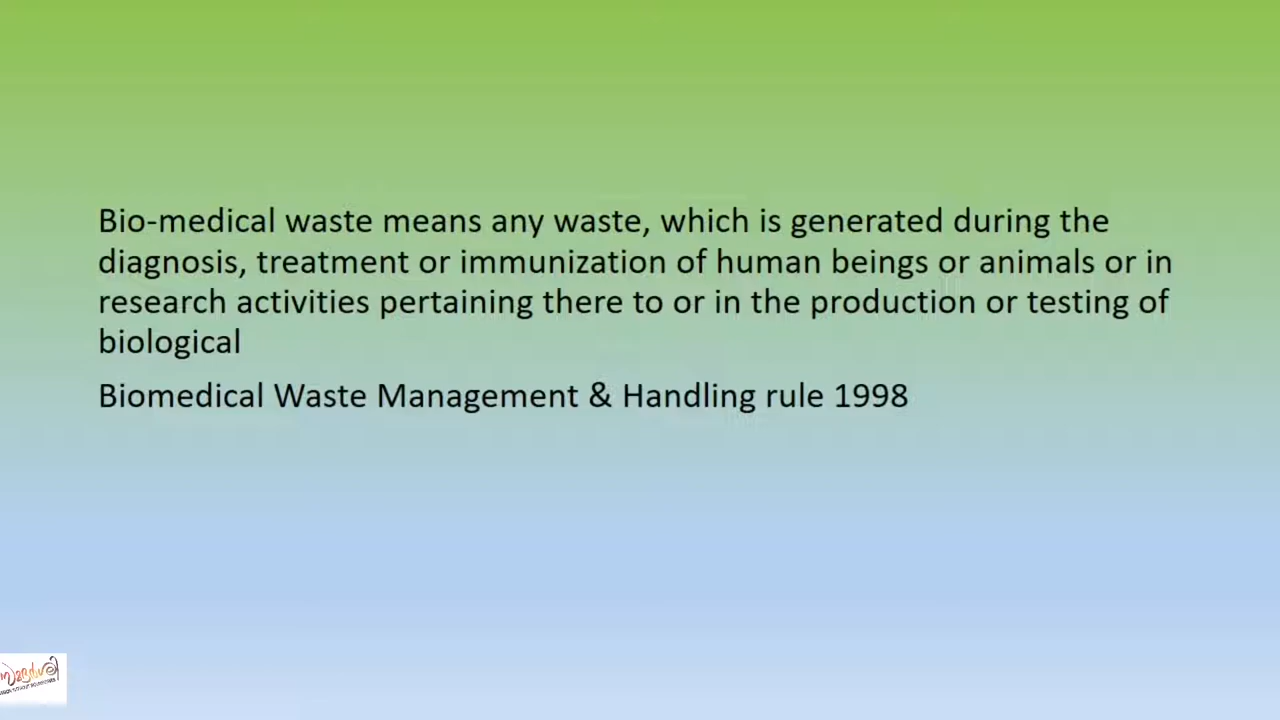 Bio-medical waste means any waste, which is generated during the
diagnosis, treatment or immunization of human beings or animals or in
research activities pertaining there to or in the production or testing of
biological
Biomedical Waste Management & Handling rule 1998